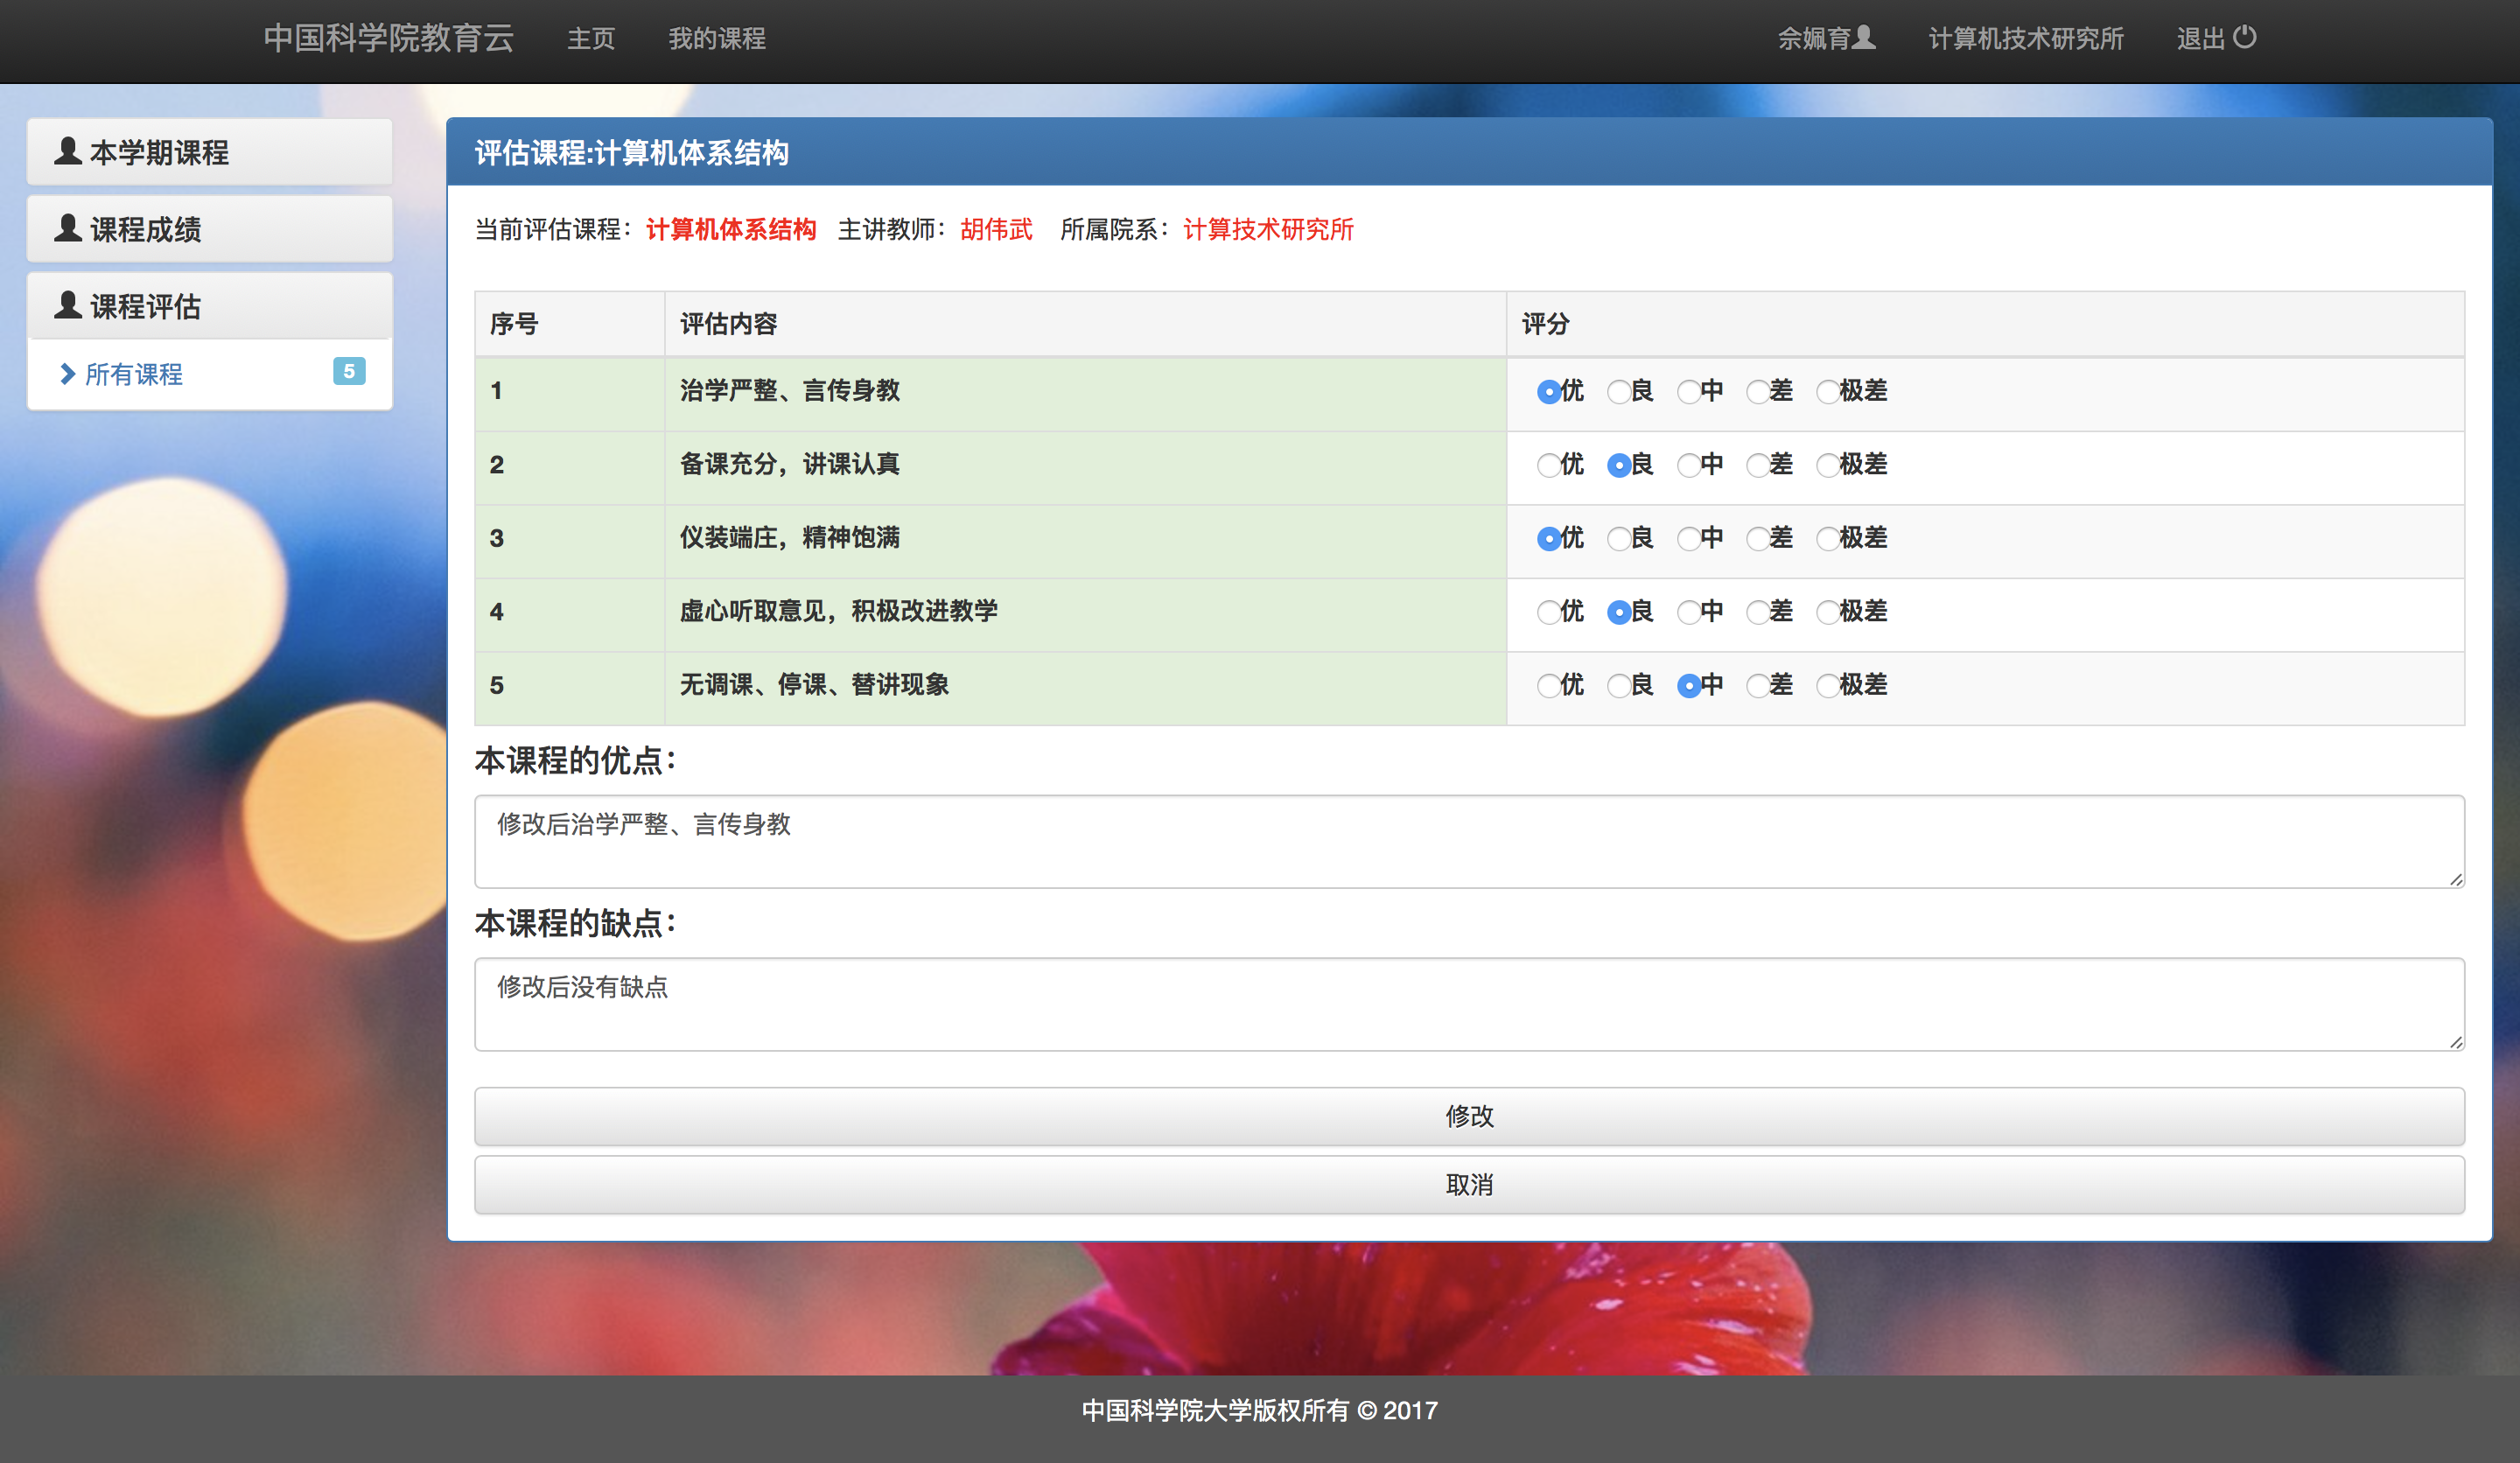 中国科学院教育云 主页 我的课程 佘姵育 计算机技术研究所 退出
本学期课程
课程成绩
课程评估
所有课程 5
评估课程:计算机体系结构
当前评估课程：计算机体系结构 主讲教师：胡伟武 所属院系：计算技术研究所
序号 评估内容 评分
1 治学严整、言传身教 优 良 中 差 极差
2 备课充分，讲课认真 优 良 中 差 极差
3 仪装端庄，精神饱满 优 良 中 差 极差
4 虚心听取意见，积极改进教学 优 良 中 差 极差
5 无调课、停课、替讲现象 优 良 中 差 极差
本课程的优点：
修改后治学严整、言传身教
本课程的缺点：
修改后没有缺点
修改
取消
中国科学院大学版权所有 © 2017